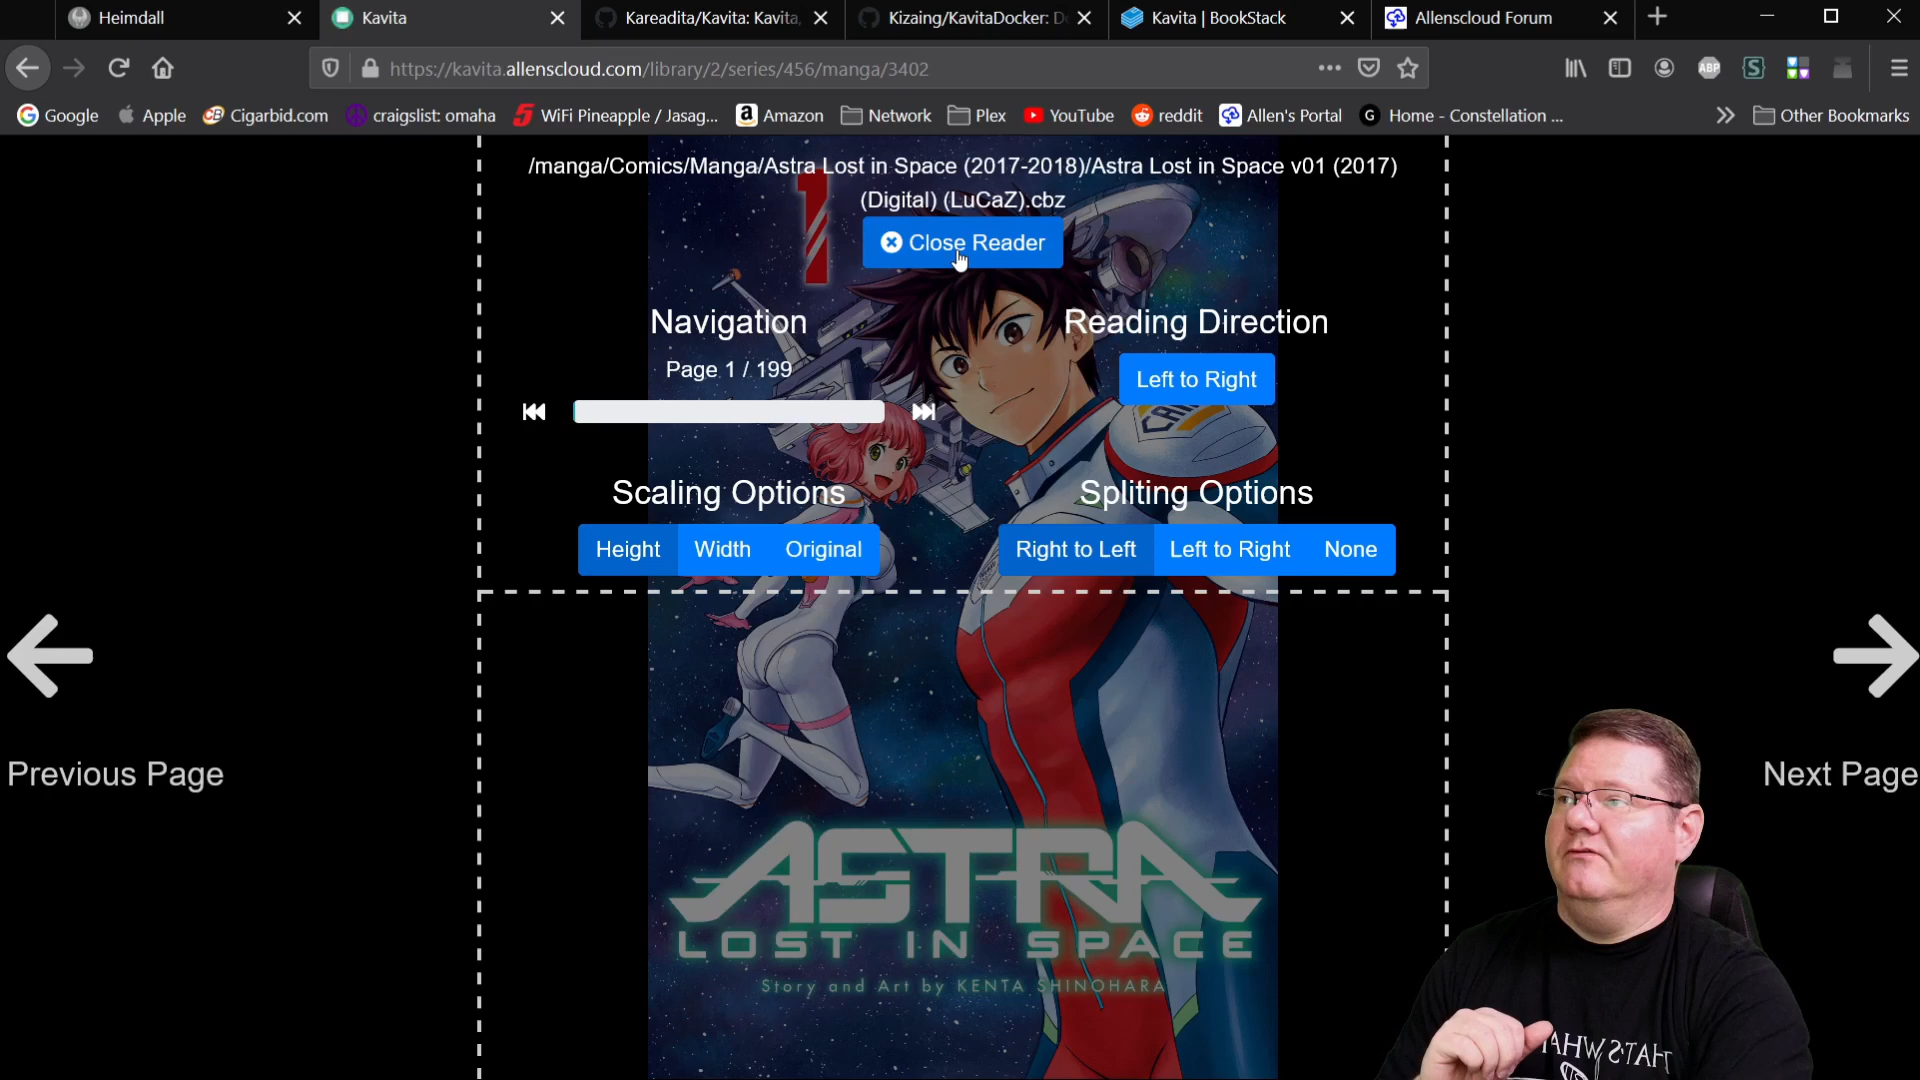 Heimdall
Kavita
Kareadita/Kavita: Kavita,
Kizaing/KavitaDocker: D
Kavita | BookStack
Allenscloud Forum
https://kavita.allenscloud.com/library/2/series/456/manga/3402
ABP
Google
Apple
Cigarbid.com
craigslist: omaha
WiFi Pineapple / Jasag...
Amazon
Network
Plex
YouTube
reddit
Allen's Portal
Home - Constellation ...
Other Bookmarks
/manga/Comics/Manga/Astra Lost in Space (2017-2018)/Astra Lost in Space v01 (2017)
(Digital) (LuCaZ).cbz
1
Close Reader
Navigation
Reading Direction
Page 1 / 199
Left to Right
Scaling Options
Spliting Options
Height Width Original
Right to Left Left to Right None
Previous Page
Next Page
ASTRA
LOST IN SPACE
Story and Art by KENTA SHINOHARA